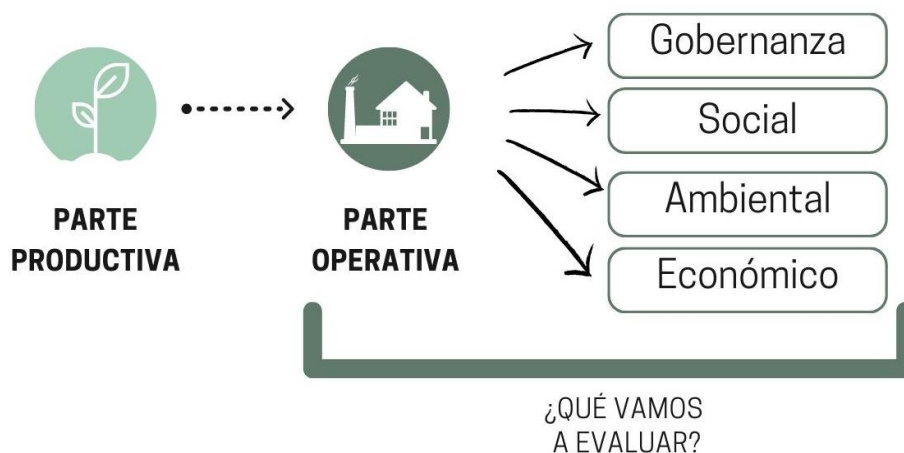 PARTE
PRODUCTIVA
PARTE
OPERATIVA
Gobernanza
Social
Ambiental
Económico
¿QUÉ VAMOS
A EVALUAR?